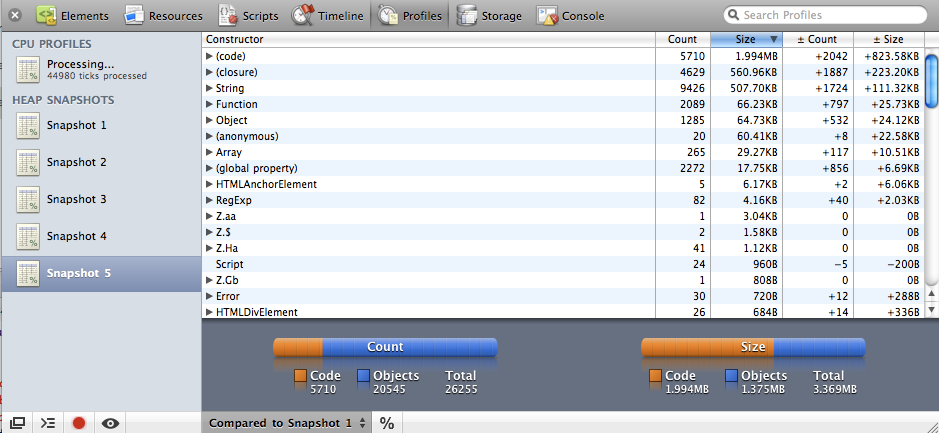 Elements Resources Scripts Timeline Profiles Storage Console Search Profiles
CPU PROFILES
Processing...
44980 ticks processed
HEAP SNAPSHOTS
Snapshot 1
Snapshot 2
Snapshot 3
Snapshot 4
Snapshot 5
Constructor Count Size ± Count ± Size
(code) 5710 1.994MB +2042 +823.58KB
(closure) 4629 560.96KB +1887 +223.20KB
String 9426 507.70KB +1724 +111.32KB
Function 2089 66.23KB +797 +25.73KB
Object 1285 64.73KB +532 +24.12KB
(anonymous) 20 60.41KB +8 +22.58KB
Array 265 29.27KB +117 +10.51KB
(global property) 2272 17.75KB +856 +6.69KB
HTMLAnchorElement 5 6.17KB +2 +6.06KB
RegExp 82 4.16KB +40 +2.03KB
Z.aa 1 3.04KB 0 0B
Z.$ 2 1.58KB 0 0B
Z.Ha 41 1.12KB 0 0B
Script 24 960B −5 −200B
Z.Gb 1 808B 0 0B
Error 30 720B +12 +288B
HTMLDivElement 26 684B +14 +336B
Count
Code Objects Total
5710 20545 26255
Size
Code Objects Total
1.994MB 1.375MB 3.369MB
Compared to Snapshot 1 %